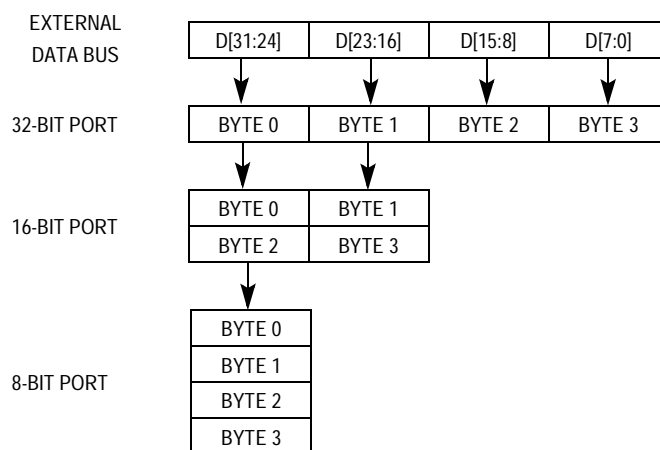 EXTERNAL
DATA BUS
D[31:24] D[23:16] D[15:8] D[7:0]
32-BIT PORT
BYTE 0 BYTE 1 BYTE 2 BYTE 3
16-BIT PORT
BYTE 0 BYTE 1
BYTE 2 BYTE 3
8-BIT PORT
BYTE 0
BYTE 1
BYTE 2
BYTE 3